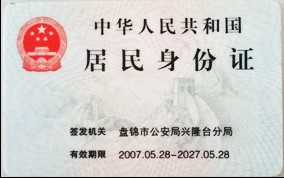 中华人民共和国
居民身份证
签发机关 盘锦市公安局兴隆台分局
有效期限 2007.05.28-2027.05.28